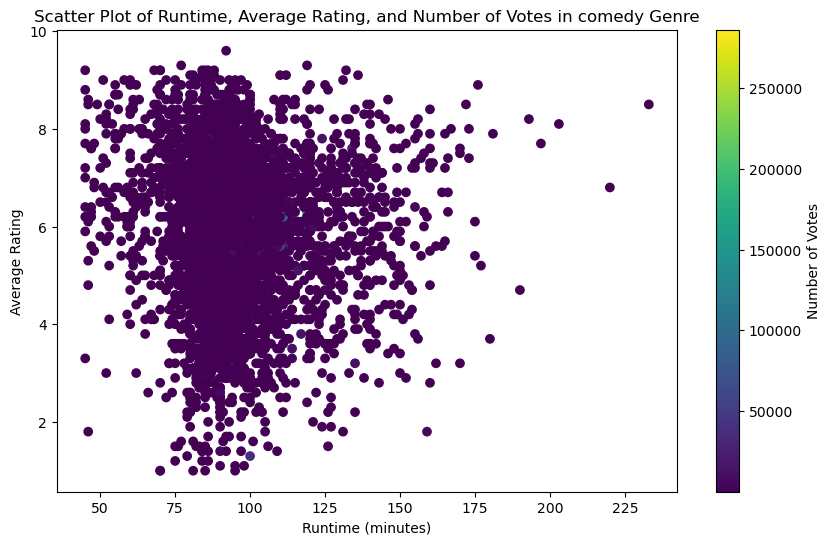 Scatter Plot of Runtime, Average Rating, and Number of Votes in comedy Genre
10
8
6
4
2
Average Rating
50 75 100 125 150 175 200 225
Runtime (minutes)
250000
200000
150000
100000
50000
Number of Votes